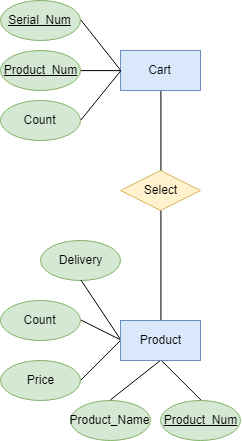 Serial_Num
Product_Num
Cart
Count
Select
Delivery
Count
Product
Price
Product_Name
Product_Num